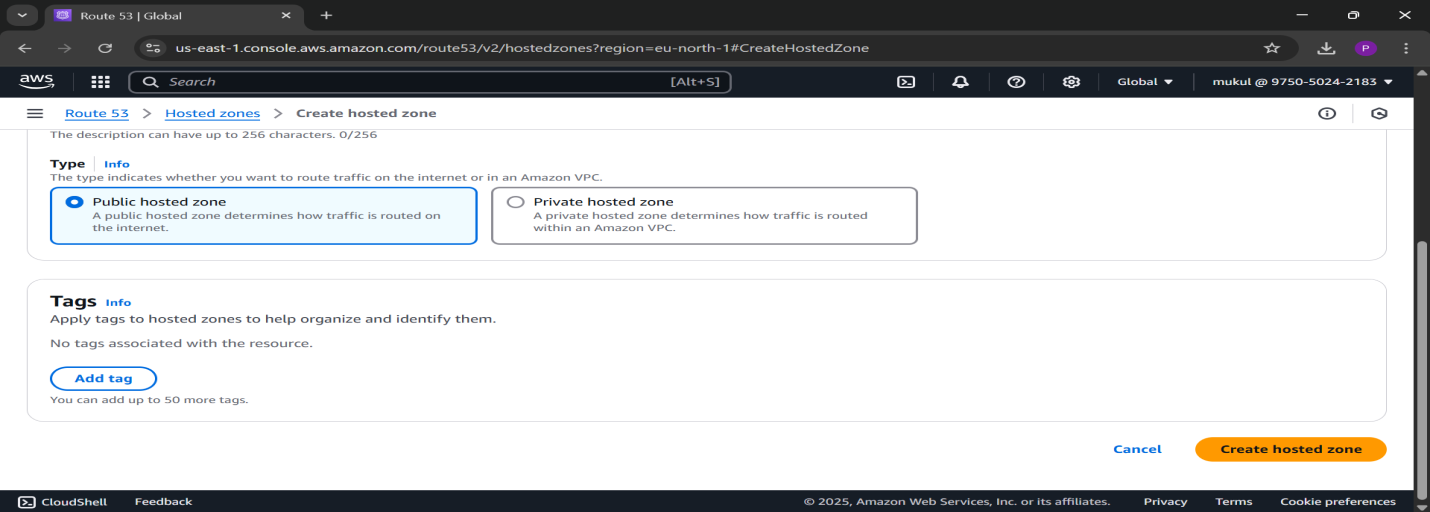 Route 53 | Global
us-east-1.console.aws.amazon.com/route53/v2/hostedzones?region=eu-north-1#CreateHostedZone
P
aws
Search
[Alt+S]
Global
mukul @ 9750-5024-2183
Route 53 > Hosted zones > Create hosted zone
The description can have up to 256 characters. 0/256
Type Info
The type indicates whether you want to route traffic on the internet or in an Amazon VPC.
Public hosted zone
A public hosted zone determines how traffic is routed on
the internet.
Private hosted zone
A private hosted zone determines how traffic is routed
within an Amazon VPC.
Tags Info
Apply tags to hosted zones to help organize and identify them.
No tags associated with the resource.
Add tag
You can add up to 50 more tags.
Cancel
Create hosted zone
CloudShell
Feedback
© 2025, Amazon Web Services, Inc. or its affiliates.
Privacy
Terms
Cookie preferences